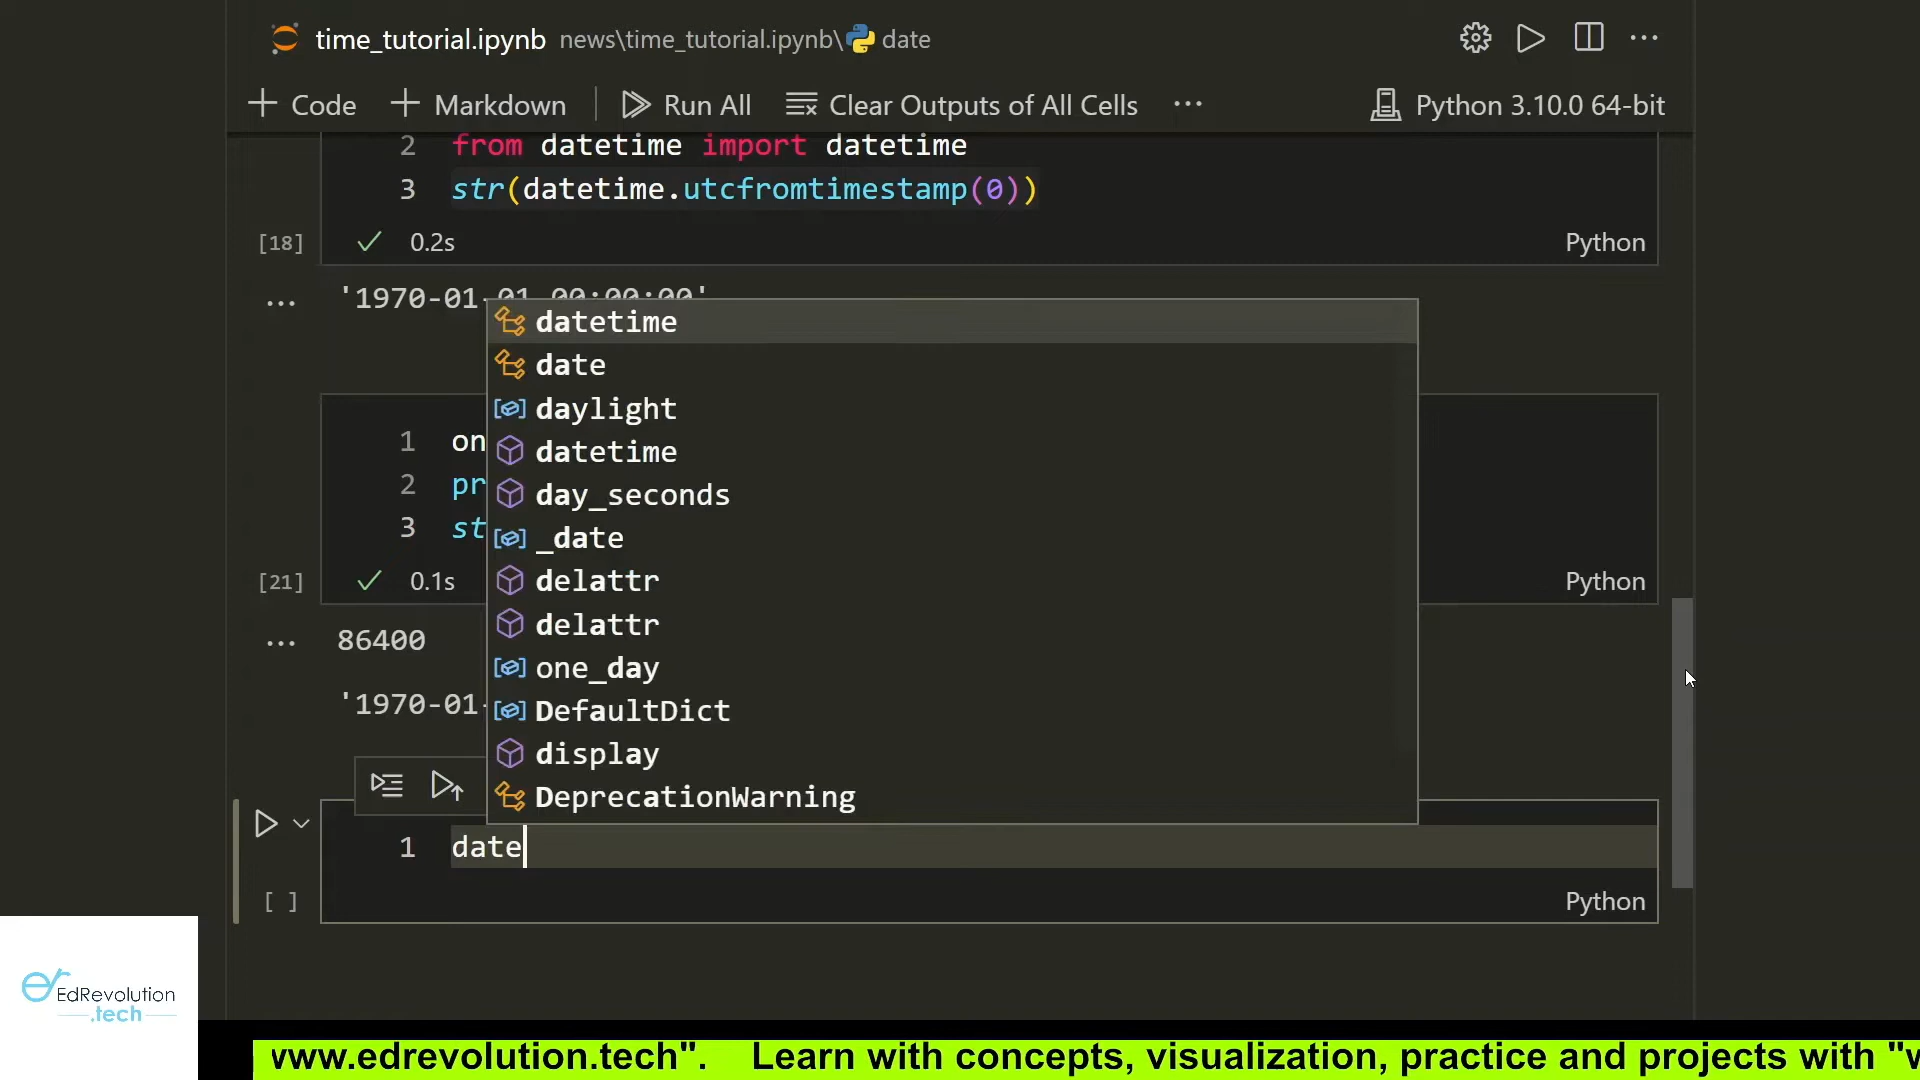 time_tutorial.ipynb news\time_tutorial.ipynb\ date
Code Markdown Run All Clear Outputs of All Cells ··· Python 3.10.0 64-bit
2 from datetime import datetime
3 str(datetime.utcfromtimestamp(0))
[18] 0.2s Python
... '1970-01-01 00:00:00'
datetime
date
daylight
datetime
day_seconds
_date
delattr
delattr
one_day
DefaultDict
display
DeprecationWarning
1 on
2 pr
3 st
[21] 0.1s Python
... 86400
'1970-01-
1 date
[ ] Python
EdRevolution
.tech
www.edrevolution.tech". Learn with concepts, visualization, practice and projects with "w